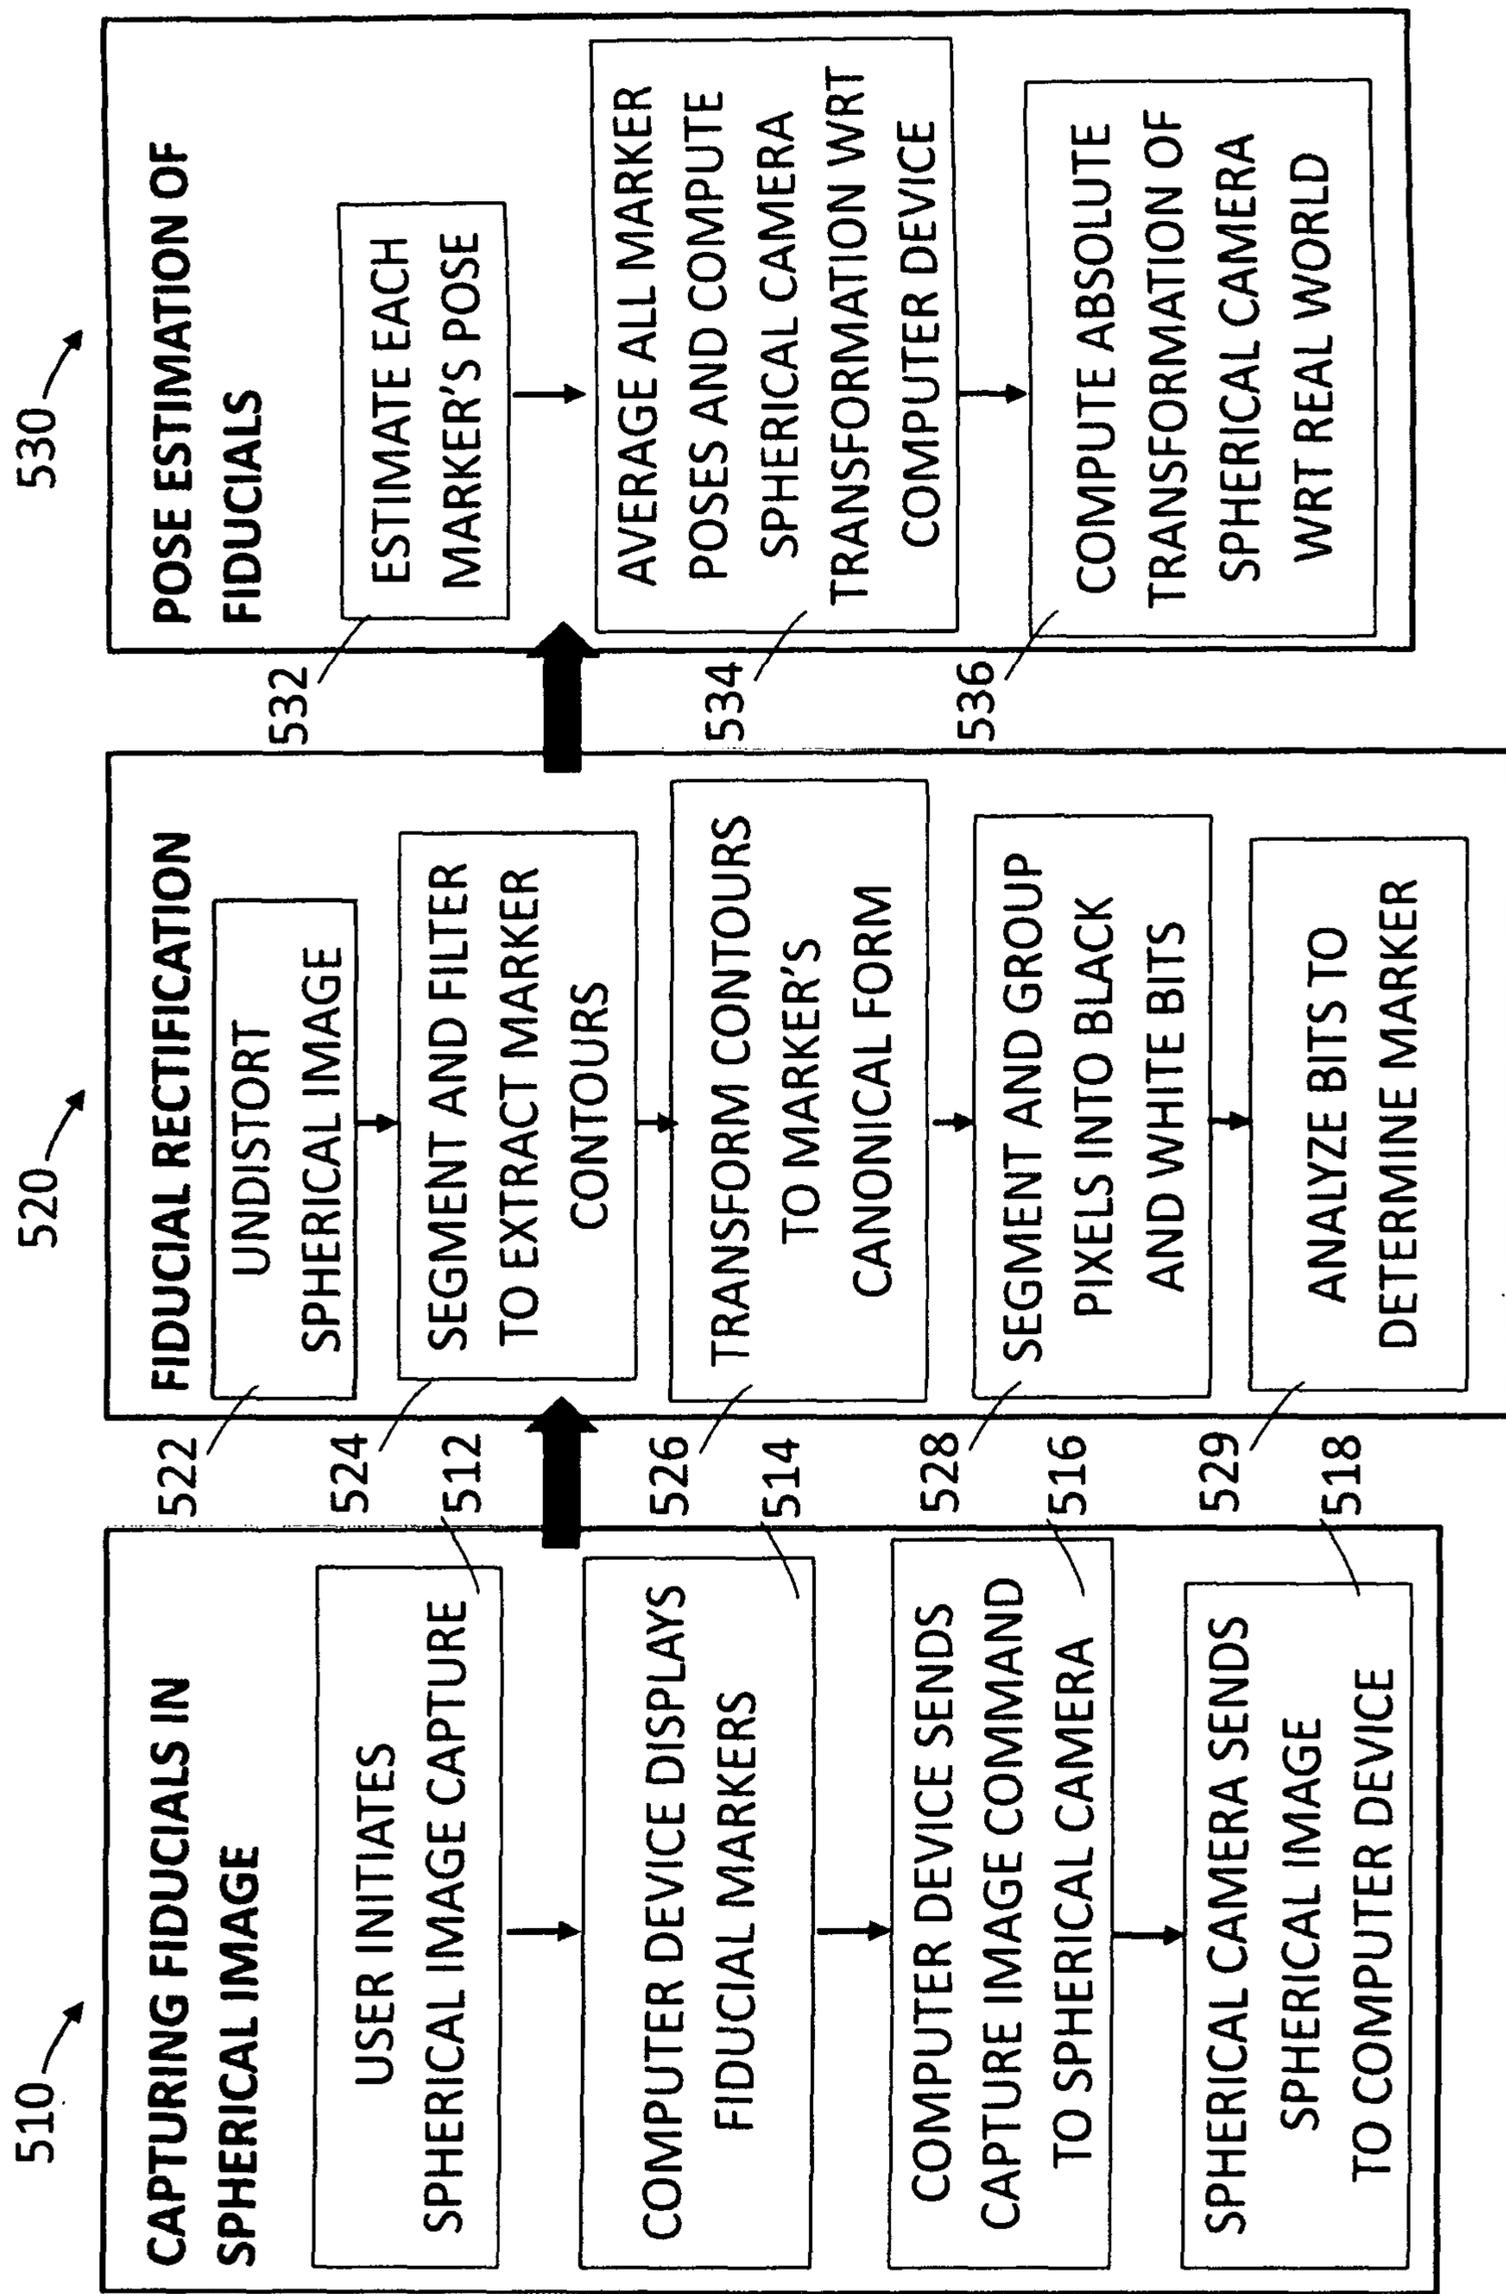 510
CAPTURING FIDUCIALS IN
SPHERICAL IMAGE
USER INITIATES
SPHERICAL IMAGE CAPTURE
512
COMPUTER DEVICE DISPLAYS
FIDUCIAL MARKERS
514
COMPUTER DEVICE SENDS
CAPTURE IMAGE COMMAND
TO SPHERICAL CAMERA
516
SPHERICAL CAMERA SENDS
SPHERICAL IMAGE
TO COMPUTER DEVICE
518
520
FIDUCIAL RECTIFICATION
522
UNDISTORT
SPHERICAL IMAGE
524
SEGMENT AND FILTER
TO EXTRACT MARKER
CONTOURS
526
TRANSFORM CONTOURS
TO MARKER'S
CANONICAL FORM
528
SEGMENT AND GROUP
PIXELS INTO BLACK
AND WHITE BITS
529
ANALYZE BITS TO
DETERMINE MARKER
530
POSE ESTIMATION OF
FIDUCIALS
532
ESTIMATE EACH
MARKER'S POSE
534
AVERAGE ALL MARKER
POSES AND COMPUTE
SPHERICAL CAMERA
TRANSFORMATION WRT
COMPUTER DEVICE
536
COMPUTE ABSOLUTE
TRANSFORMATION OF
SPHERICAL CAMERA
WRT REAL WORLD